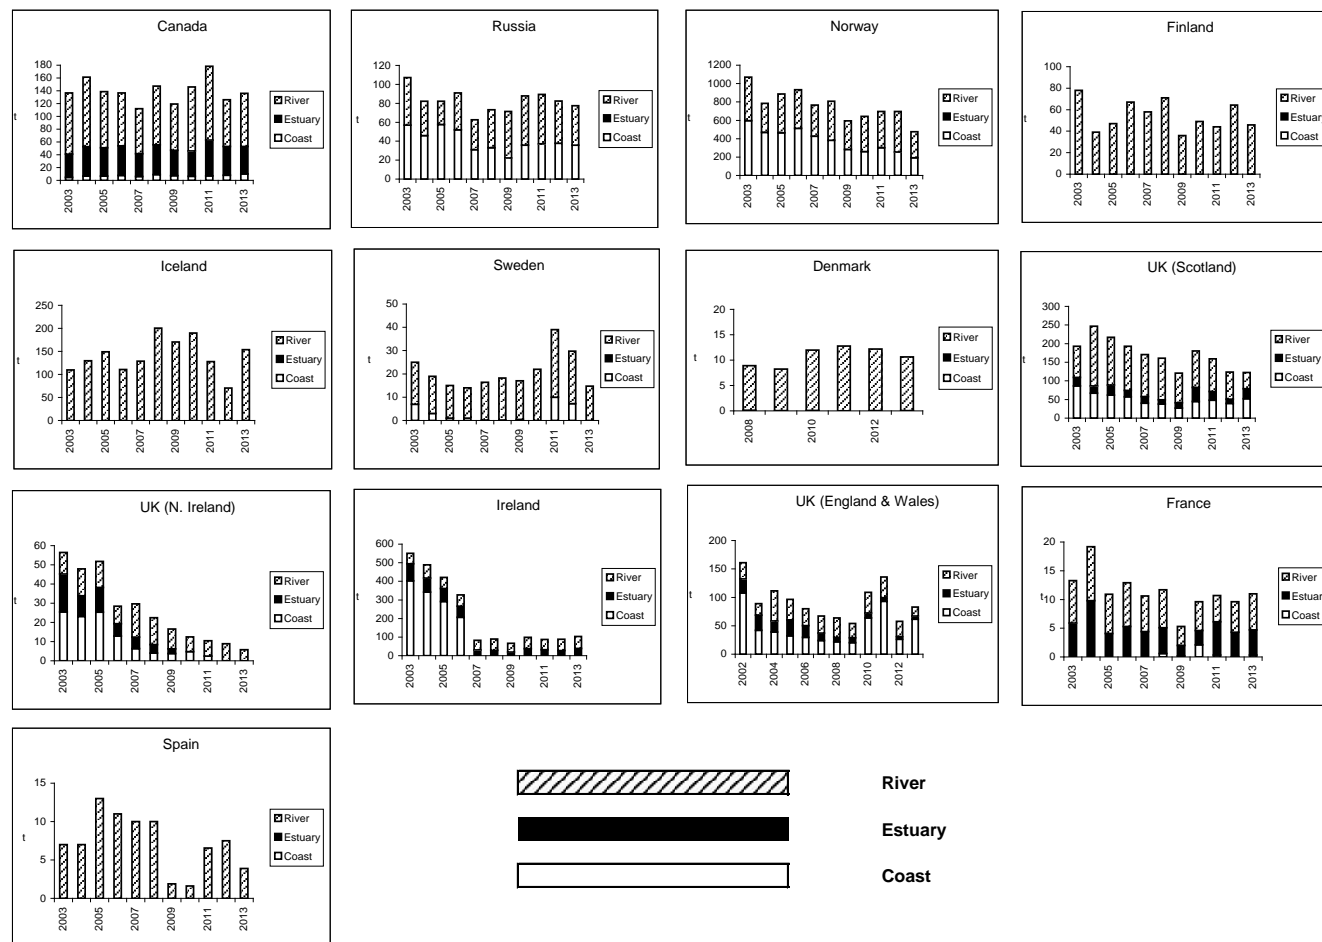 Canada
180
160
140
120
100
80
60
40
20
0
t
2003
2005
2007
2009
2011
2013
River
Estuary
Coast
Russia
120
100
80
60
40
20
0
t
2003
2005
2007
2009
2011
2013
River
Estuary
Coast
Norway
1200
1000
800
600
400
200
0
t
2003
2005
2007
2009
2011
2013
River
Estuary
Coast
Finland
100
80
60
40
20
0
t
2003
2005
2007
2009
2011
2013
River
Estuary
Coast
Iceland
250
200
150
100
50
0
t
2003
2005
2007
2009
2011
2013
River
Estuary
Coast
Sweden
50
40
30
20
10
0
t
2003
2005
2007
2009
2011
2013
River
Estuary
Coast
Denmark
20
15
10
5
0
t
2008
2010
2012
River
Estuary
Coast
UK (Scotland)
300
250
200
150
100
50
0
t
2003
2005
2007
2009
2011
2013
River
Estuary
Coast
UK (N. Ireland)
60
50
40
30
20
10
0
t
2003
2005
2007
2009
2011
2013
River
Estuary
Coast
Ireland
600
500
400
300
200
100
0
t
2003
2005
2007
2009
2011
2013
River
Estuary
Coast
UK (England & Wales)
200
150
100
50
0
t
2002
2004
2006
2008
2010
2012
River
Estuary
Coast
France
20
15
10
5
0
t
2003
2005
2007
2009
2011
2013
River
Estuary
Coast
Spain
15
10
5
0
t
2003
2005
2007
2009
2011
2013
River
Estuary
Coast
River
Estuary
Coast